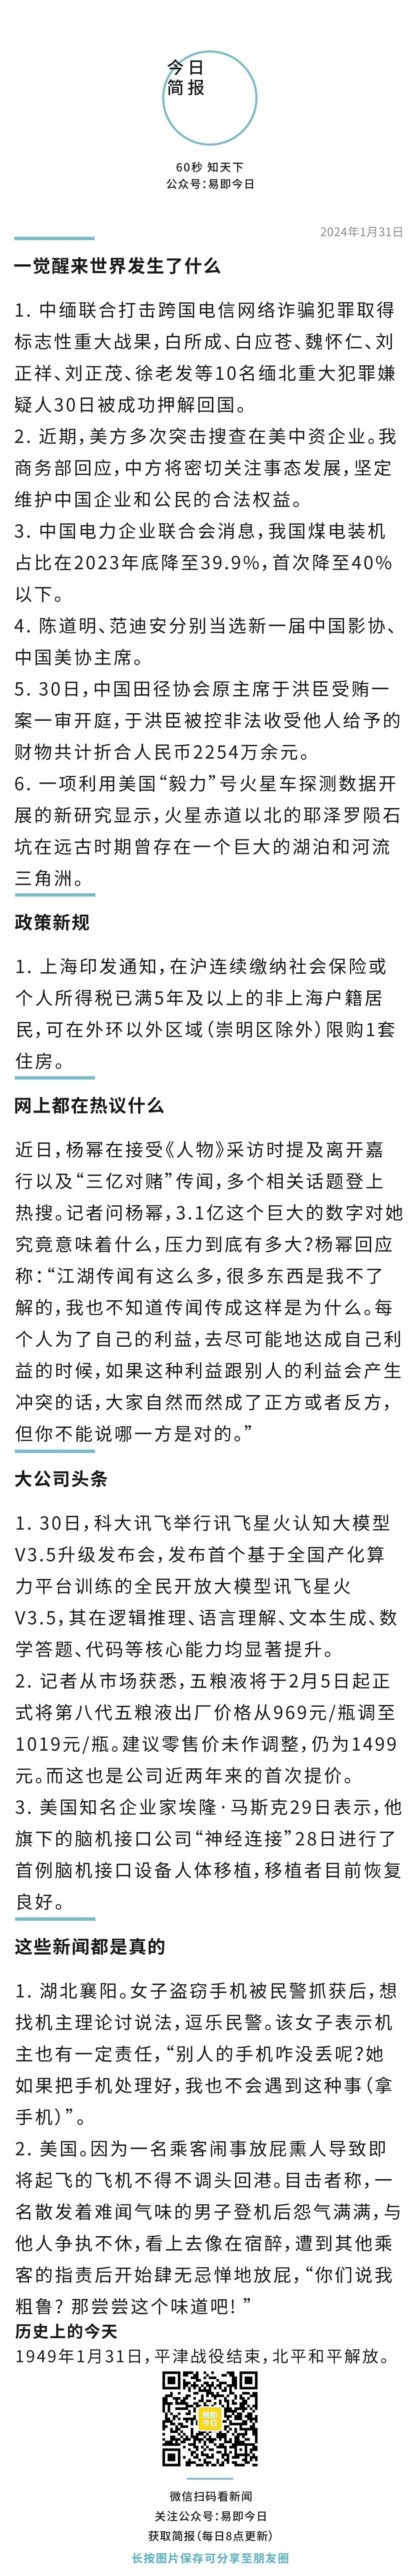 今日
简报
60秒 知天下
公众号：易即今日
2024年1月31日
一觉醒来世界发生了什么
1. 中缅联合打击跨国电信网络诈骗犯罪取得
标志性重大战果，白所成、白应苍、魏怀仁、刘
正祥、刘正茂、徐老发等10名缅北重大犯罪嫌
疑人30日被成功押解回国。
2. 近期，美方多次突击搜查在美中资企业。我
商务部回应，中方将密切关注事态发展，坚定
维护中国企业和公民的合法权益。
3. 中国电力企业联合会消息，我国煤电装机
占比在2023年底降至39.9%，首次降至40%
以下。
4. 陈道明、范迪安分别当选新一届中国影协、
中国美协主席。
5. 30日，中国田径协会原主席于洪臣受贿一
案一审开庭，于洪臣被控非法收受他人给予的
财物共计折合人民币2254万余元。
6. 一项利用美国“毅力”号火星车探测数据开
展的新研究显示，火星赤道以北的耶泽罗陨石
坑在远古时期曾存在一个巨大的湖泊和河流
三角洲。
政策新规
1. 上海印发通知，在沪连续缴纳社会保险或
个人所得税已满5年及以上的非上海户籍居
民，可在外环以外区域（崇明区除外）限购1套
住房。
网上都在热议什么
近日，杨幂在接受《人物》采访时提及离开嘉
行以及“三亿对赌”传闻，多个相关话题登上
热搜。记者问杨幂，3.1亿这个巨大的数字对她
究竟意味着什么，压力到底有多大？杨幂回应
称：“江湖传闻有这么多，很多东西是我不了
解的，我也不知道传闻传成这样是为什么。每
个人为了自己的利益，去尽可能地达成自己利
益的时候，如果这种利益跟别人的利益会产生
冲突的话，大家自然而然成了正方或者反方，
但你不能说哪一方是对的。”
大公司头条
1. 30日，科大讯飞举行讯飞星火认知大模型
V3.5升级发布会，发布首个基于全国产化算
力平台训练的全民开放大模型讯飞星火
V3.5，其在逻辑推理、语言理解、文本生成、数
学答题、代码等核心能力均显著提升。
2. 记者从市场获悉，五粮液将于2月5日起正
式将第八代五粮液出厂价格从969元/瓶调至
1019元/瓶。建议零售价未作调整，仍为1499
元。而这也是公司近两年来的首次提价。
3. 美国知名企业家埃隆·马斯克29日表示，他
旗下的脑机接口公司“神经连接”28日进行了
首例脑机接口设备人体移植，移植者目前恢复
良好。
这些新闻都是真的
1. 湖北襄阳。女子盗窃手机被民警抓获后，想
找机主理论讨说法，逗乐民警。该女子表示机
主也有一定责任，“别人的手机咋没丢呢？她
如果把手机处理好，我也不会遇到这种事（拿
手机）”。
2. 美国。因为一名乘客闹事放屁熏人导致即
将起飞的飞机不得不调头回港。目击者称，一
名散发着难闻气味的男子登机后怨气满满，与
他人争执不休，看上去像在宿醉，遭到其他乘
客的指责后开始肆无忌惮地放屁，“你们说我
粗鲁？那尝尝这个味道吧！”
历史上的今天
1949年1月31日，平津战役结束，北平和平解放。
易即
今日
微信扫码看新闻
关注公众号：易即今日
获取简报（每日8点更新）
长按图片保存可分享至朋友圈